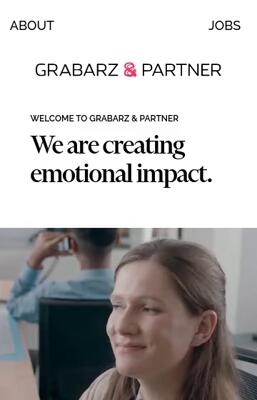 ABOUT JOBS
GRABARZ & PARTNER
WELCOME TO GRABARZ & PARTNER
We are creating
emotional impact.